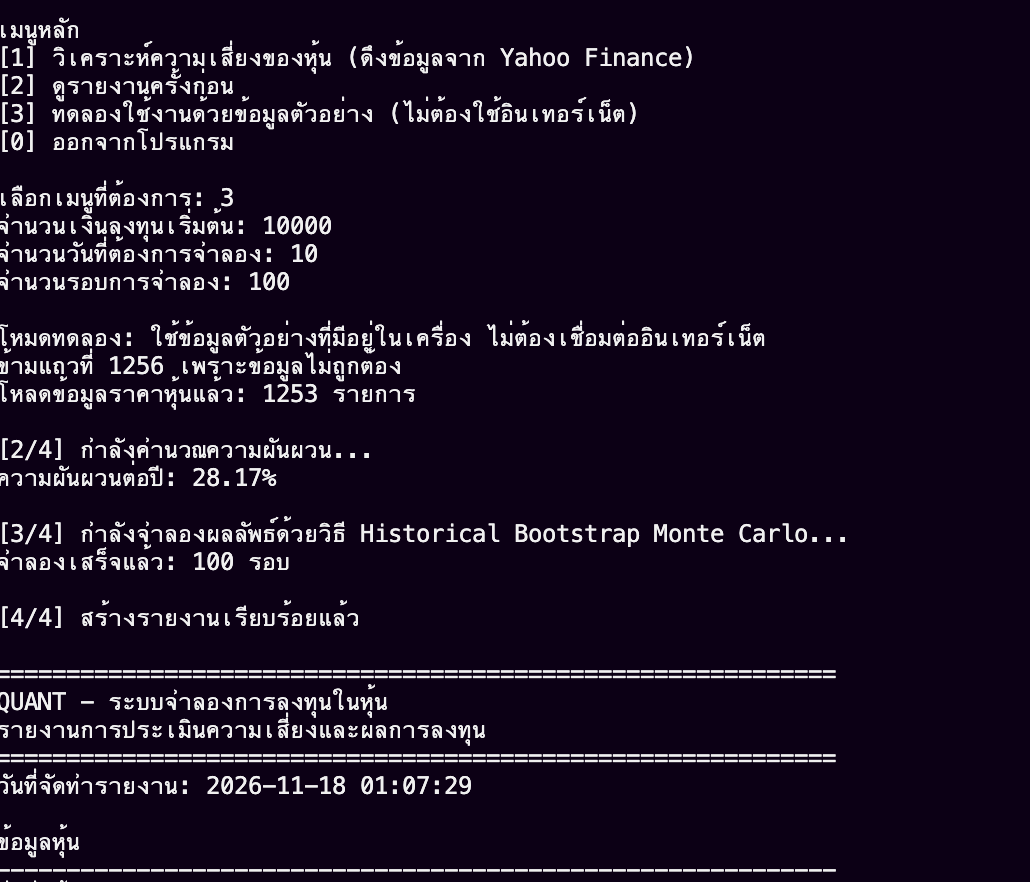 เมนูหลัก
[1] วิเคราะห์ความเสี่ยงของหุ้น (ดึงข้อมูลจาก Yahoo Finance)
[2] ดูรายงานครั้งก่อน
[3] ทดลองใช้งานด้วยข้อมูลตัวอย่าง (ไม่ต้องใช้อินเทอร์เน็ต)
[0] ออกจากโปรแกรม
เลือกเมนูที่ต้องการ: 3
จำนวนเงินลงทุนเริ่มต้น: 10000
จำนวนวันที่ต้องการจำลอง: 10
จำนวนรอบการจำลอง: 100
โหมดทดลอง: ใช้ข้อมูลตัวอย่างที่มีอยู่ในเครื่อง ไม่ต้องเชื่อมต่ออินเทอร์เน็ต
ข้ามแถวที่ 1256 เพราะข้อมูลไม่ถูกต้อง
โหลดข้อมูลราคาหุ้นแล้ว: 1253 รายการ
[2/4] กำลังคำนวณความผันผวน...
ความผันผวนต่อปี: 28.17%
[3/4] กำลังจำลองผลลัพธ์ด้วยวิธี Historical Bootstrap Monte Carlo...
จำลองเสร็จแล้ว: 100 รอบ
[4/4] สร้างรายงานเรียบร้อยแล้ว
============================================================
QUANT - ระบบจำลองการลงทุนในหุ้น
รายงานการประเมินความเสี่ยงและผลการลงทุน
============================================================
วันที่จัดทำรายงาน: 2026-11-18 01:07:29
ข้อมูลหุ้น
------------------------------------------------------------